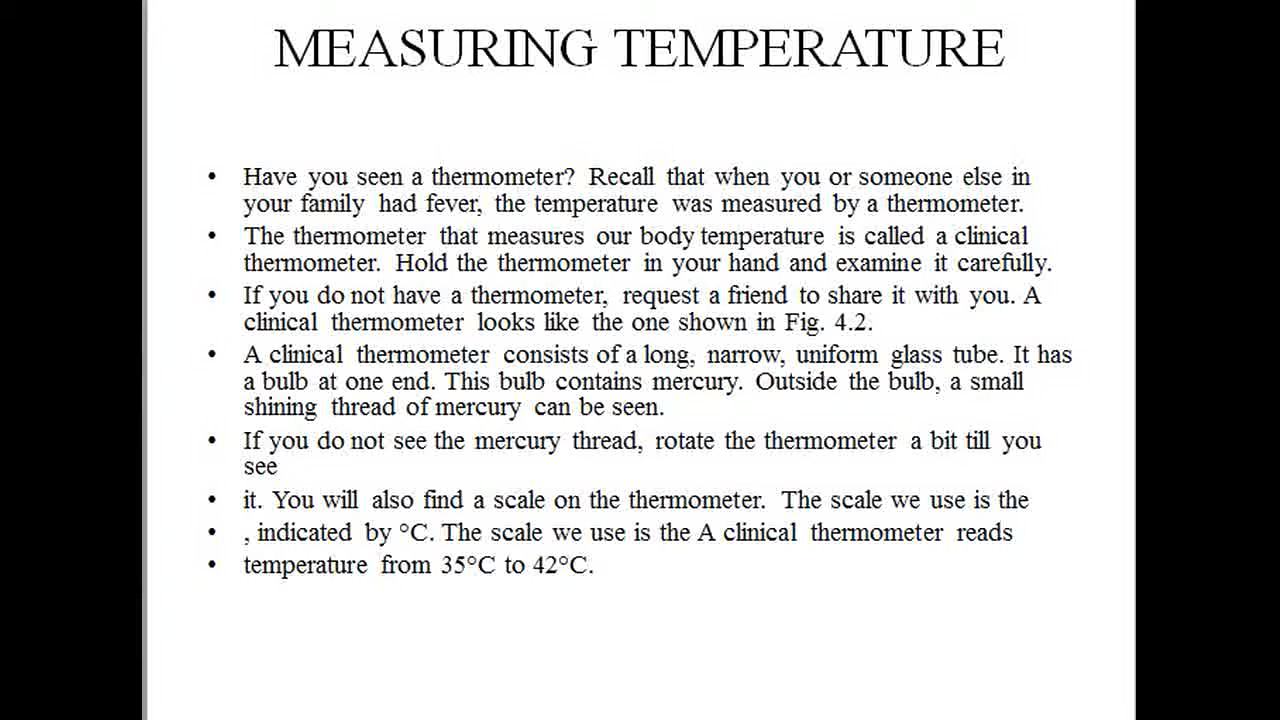 MEASURING TEMPERATURE
• Have you seen a thermometer? Recall that when you or someone else in
your family had fever, the temperature was measured by a thermometer.
• The thermometer that measures our body temperature is called a clinical
thermometer. Hold the thermometer in your hand and examine it carefully.
• If you do not have a thermometer, request a friend to share it with you. A
clinical thermometer looks like the one shown in Fig. 4.2.
• A clinical thermometer consists of a long, narrow, uniform glass tube. It has
a bulb at one end. This bulb contains mercury. Outside the bulb, a small
shining thread of mercury can be seen.
• If you do not see the mercury thread, rotate the thermometer a bit till you
see
• it. You will also find a scale on the thermometer. The scale we use is the
• , indicated by °C. The scale we use is the A clinical thermometer reads
• temperature from 35°C to 42°C.